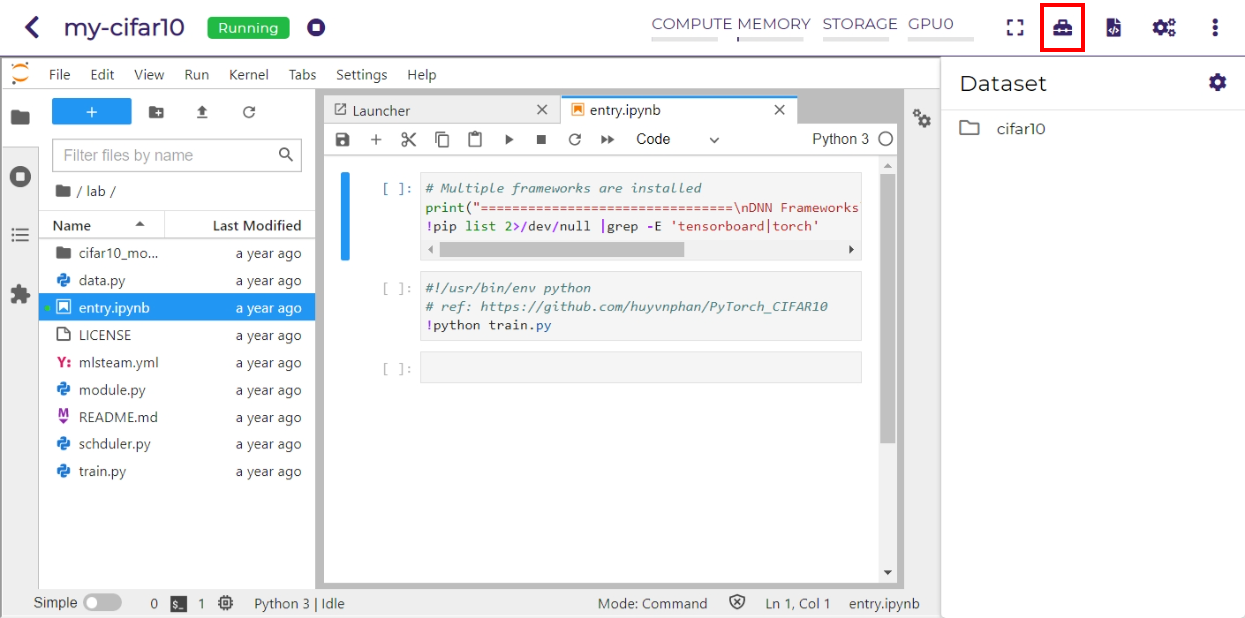 my-cifar10 Running COMPUTE MEMORY STORAGE GPU0
File Edit View Run Kernel Tabs Settings Help
+
Filter files by name
/ lab /
Name Last Modified
cifar10_mo... a year ago
data.py a year ago
entry.ipynb a year ago
LICENSE a year ago
Y: mlsteam.yml a year ago
module.py a year ago
M README.md a year ago
schduler.py a year ago
train.py a year ago
Launcher
entry.ipynb
Code Python 3
[ ]: # Multiple frameworks are installed
print("================================\nDNN Frameworks
!pip list 2>/dev/null |grep -E 'tensorboard|torch'
[ ]: #!/usr/bin/env python
# ref: https://github.com/huyvnphan/PyTorch_CIFAR10
!python train.py
[ ]:
Dataset
cifar10
Simple 0 $_ 1 Python 3 | Idle Mode: Command Ln 1, Col 1 entry.ipynb